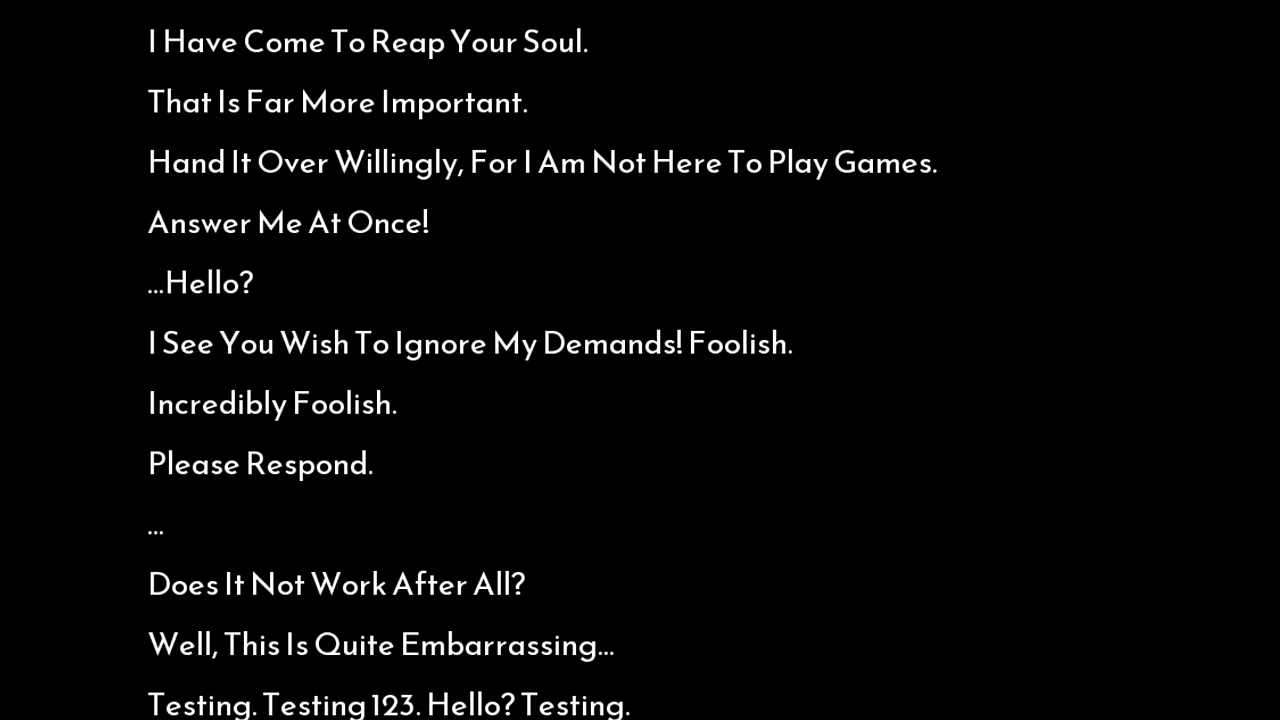 I Have Come To Reap Your Soul.
That Is Far More Important.
Hand It Over Willingly, For I Am Not Here To Play Games.
Answer Me At Once!
...Hello?
I See You Wish To Ignore My Demands! Foolish.
Incredibly Foolish.
Please Respond.
...
Does It Not Work After All?
Well, This Is Quite Embarrassing...
Testing. Testing 123. Hello? Testing.